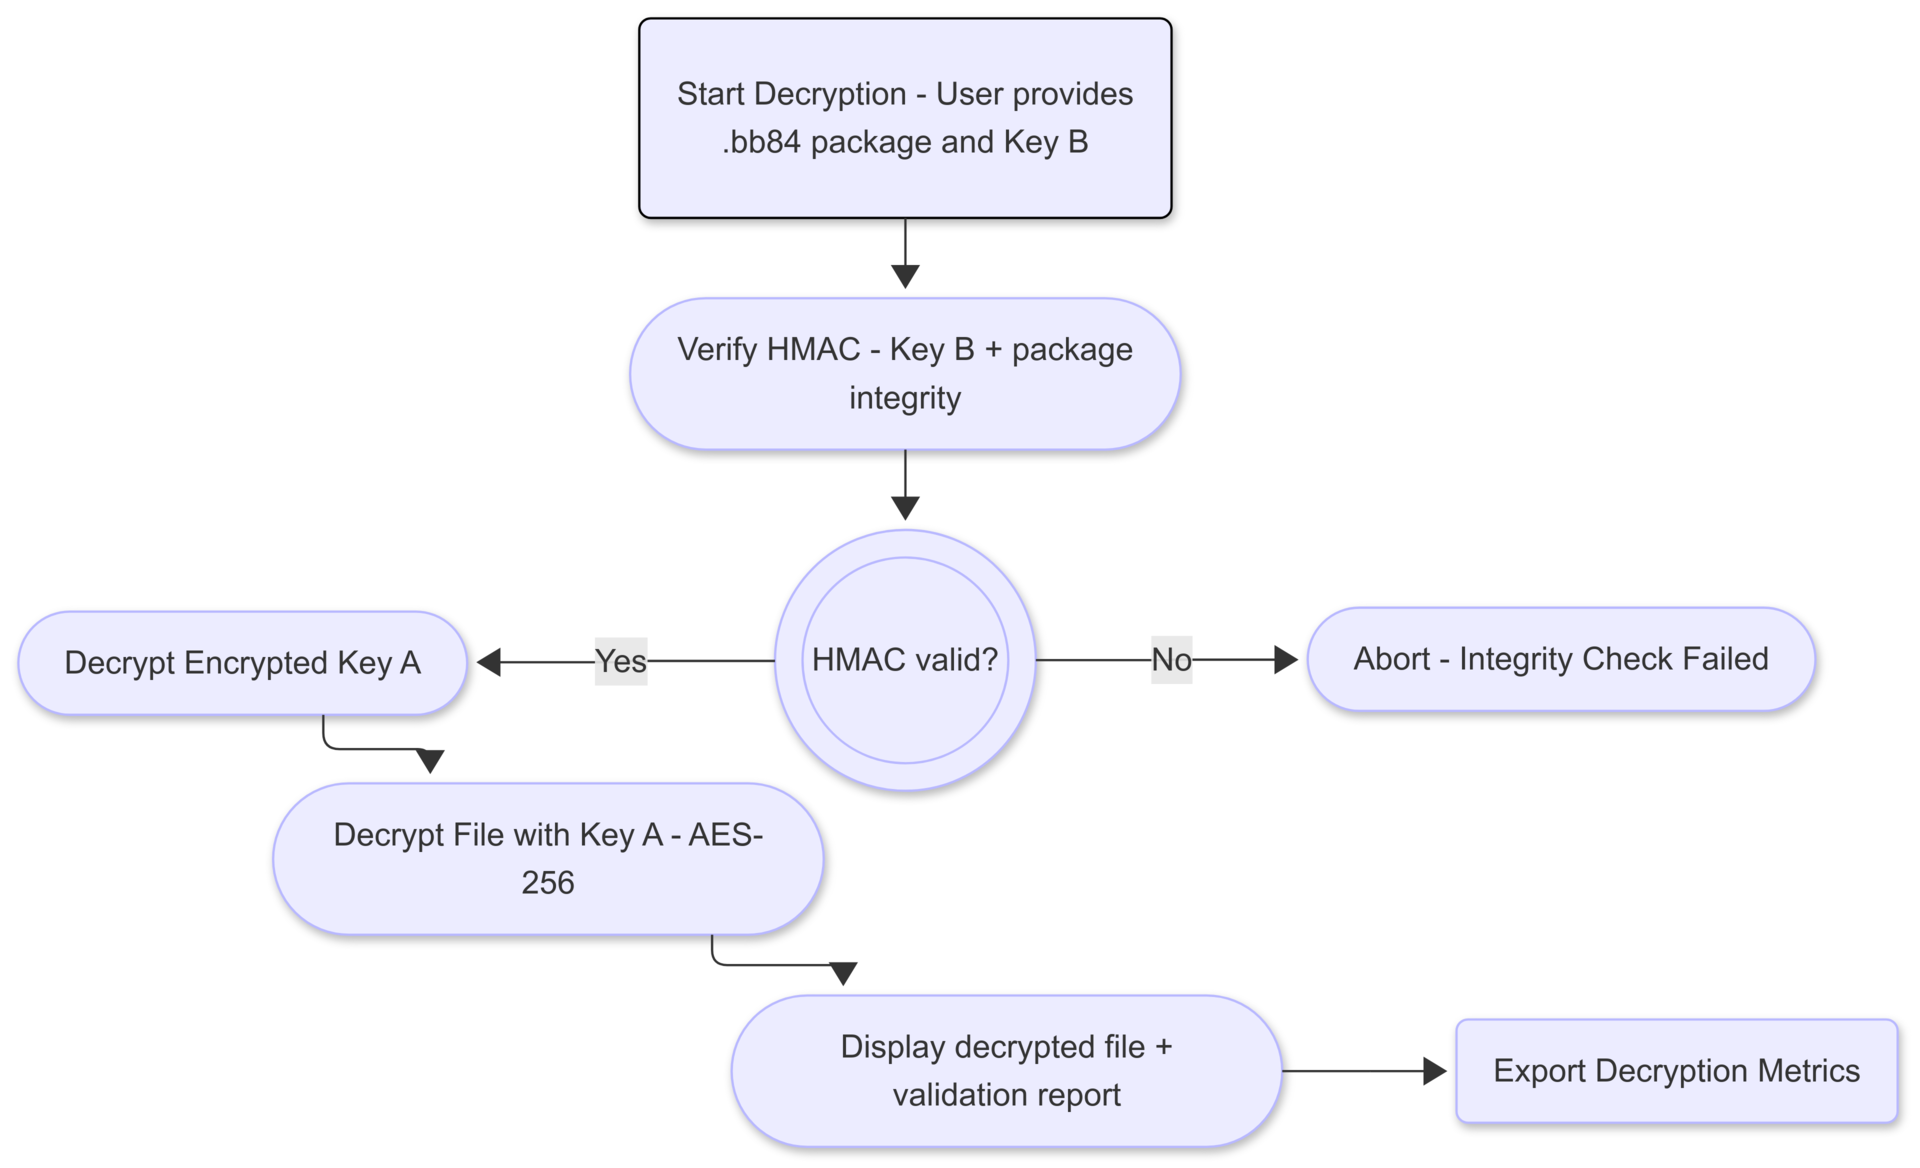 Start Decryption - User provides
.bb84 package and Key B
Verify HMAC - Key B + package
integrity
HMAC valid?
Yes
No
Decrypt Encrypted Key A
Abort - Integrity Check Failed
Decrypt File with Key A - AES-
256
Display decrypted file +
validation report
Export Decryption Metrics